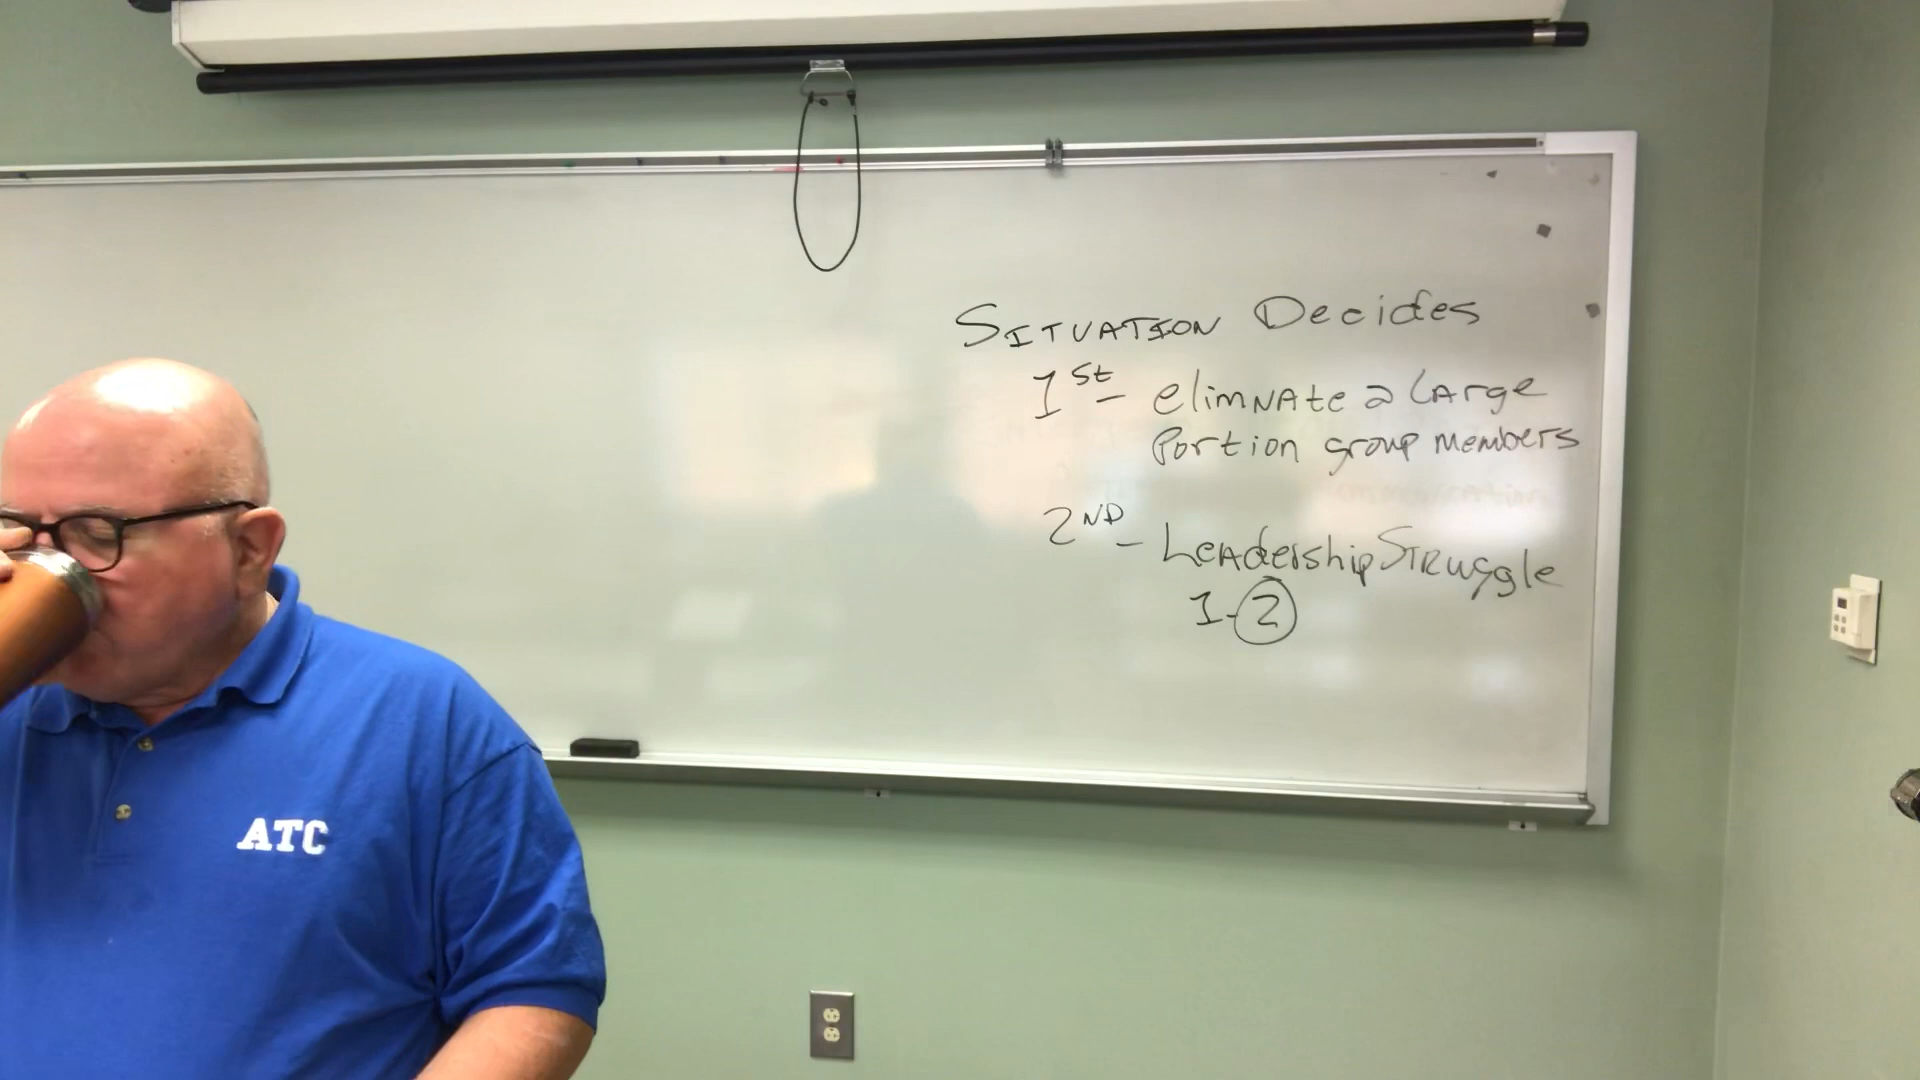 SITUATION Decides
1st- elimNAte a LArge
Portion group members
2ND- LeAdership STRuggle
1-2
ATC